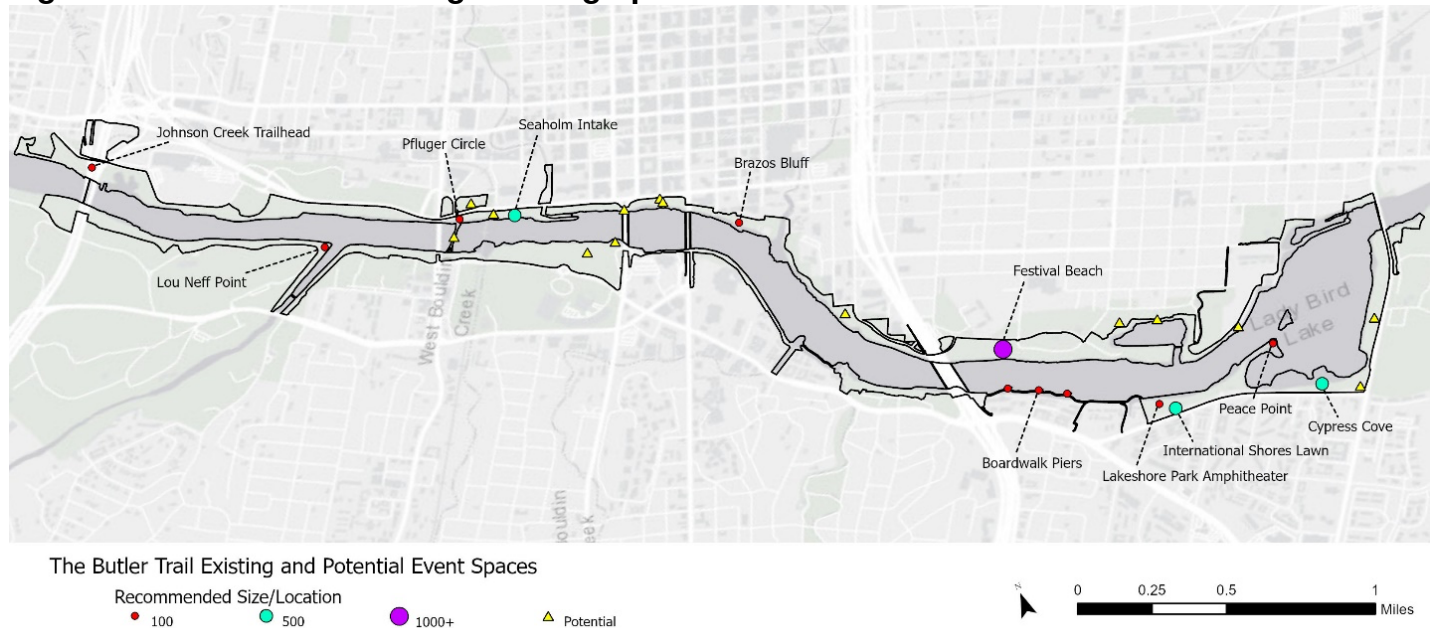 Johnson Creek Trailhead
Pfluger Circle
Seaholm Intake
Brazos Bluff
Lou Neff Point
West Bouldin
Creek
Festival Beach
Lady Bird
Lake
Peace Point
Cypress Cove
International Shores Lawn
Boardwalk Piers
Lakeshore Park Amphitheater
ouldin
eek
The Butler Trail Existing and Potential Event Spaces
Recommended Size/Location
100
500
1000+
Potential
N
0 0.25 0.5 1
Miles